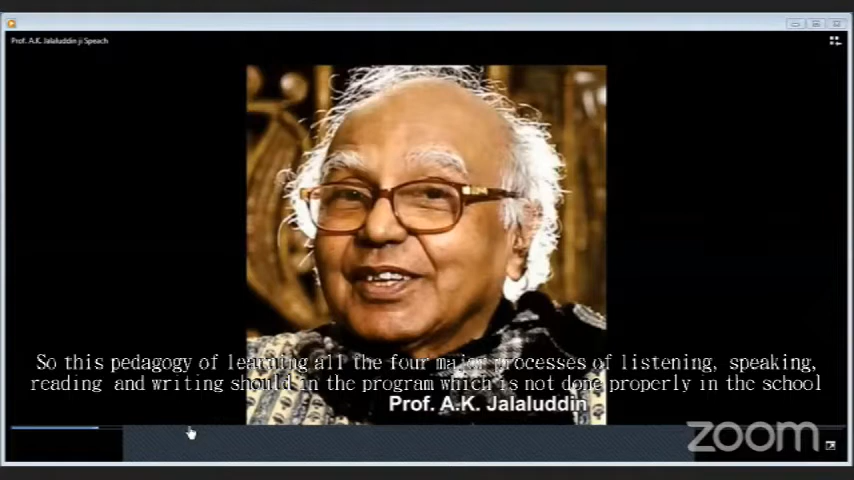 Prof. A.K. Jalaluddin ji Speach
So this pedagogy of learning all the four major processes of listening, speaking,
reading and writing should in the program which is not done properly in the school
Prof. A.K. Jalaluddin
zoom